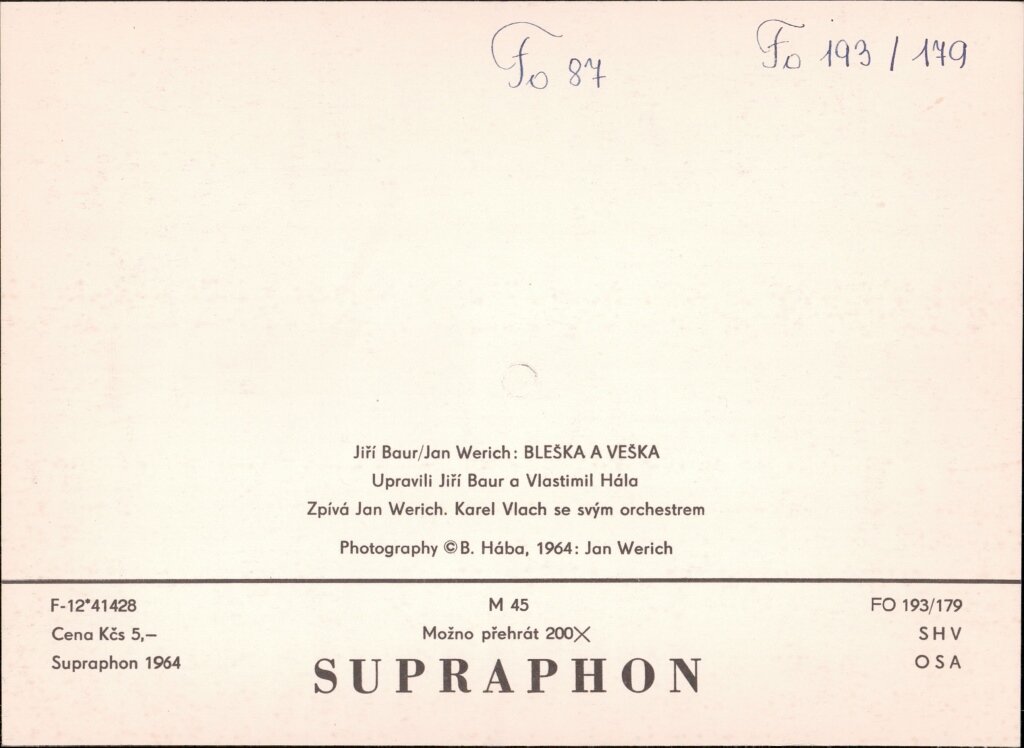 Fo 87
Fo 193 / 179
Jiří Baur/Jan Werich: BLEŠKA A VEŠKA
Upravili Jiří Baur a Vlastimil Hála
Zpívá Jan Werich. Karel Vlach se svým orchestrem
Photography © B. Hába, 1964: Jan Werich
F-12*41428
Cena Kčs 5,–
Supraphon 1964
M 45
Možno přehrát 200X
SUPRAPHON
FO 193/179
SHV
OSA